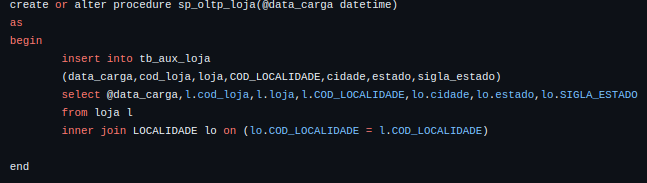 create or alter procedure sp_oltp_loja(@data_carga datetime)
as
begin
insert into tb_aux_loja
(data_carga,cod_loja,loja,COD_LOCALIDADE,cidade,estado,sigla_estado)
select @data_carga,l.cod_loja,l.loja,l.COD_LOCALIDADE,lo.cidade,lo.estado,lo.SIGLA_ESTADO
from loja l
inner join LOCALIDADE lo on (lo.COD_LOCALIDADE = l.COD_LOCALIDADE)
end